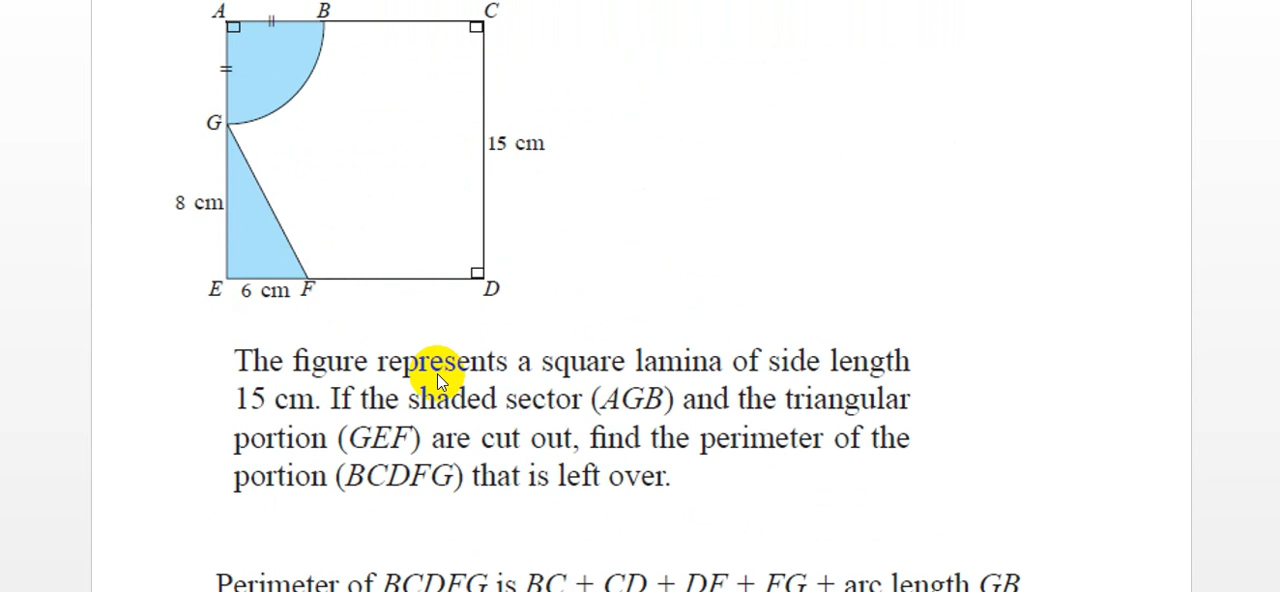 A B C
G
15 cm
8 cm
E 6 cm F D
The figure represents a square lamina of side length
15 cm. If the shaded sector (AGB) and the triangular
portion (GEF) are cut out, find the perimeter of the
portion (BCDFG) that is left over.
Perimeter of BCDFG is BC + CD + DF + FG + arc length GB